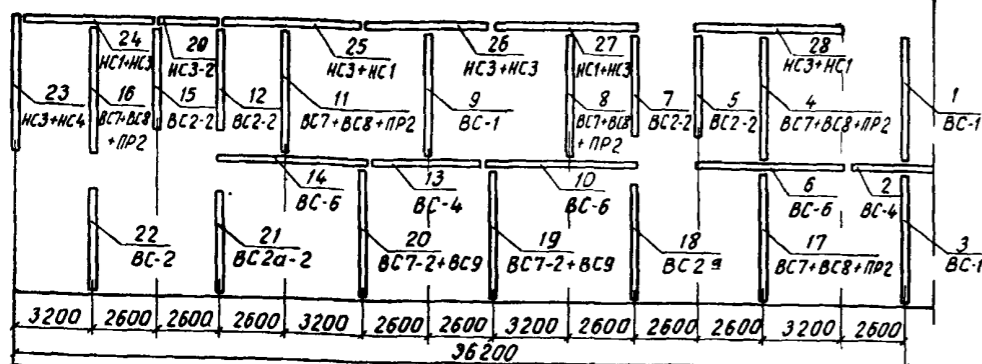 24
НС1+НС3
20
НС3-2
25
НС3+НС1
26
НС3+НС3
27
НС1+НС3
28
НС3+НС1
23
НС3+НС4
16
ВС7+ВС8
+ПР2
15
ВС2-2
12
ВС2-2
11
ВС7+ВС8+ПР2
9
ВС-1
8
ВС7+ВС8
+ПР2
7
ВС2-2
5
ВС2-2
4
ВС7+ВС8+ПР2
1
ВС-1
14
ВС-6
13
ВС-4
10
ВС-6
6
ВС-6
2
ВС-4
22
ВС-2
21
ВС2а-2
20
ВС7-2+ВС9
19
ВС7-2+ВС9
18
ВС2а
17
ВС7+ВС8+ПР2
3
ВС-1
3200 2600 2600 2600 3200 2600 2600 3200 2600 2600 2600 3200 2600
36200